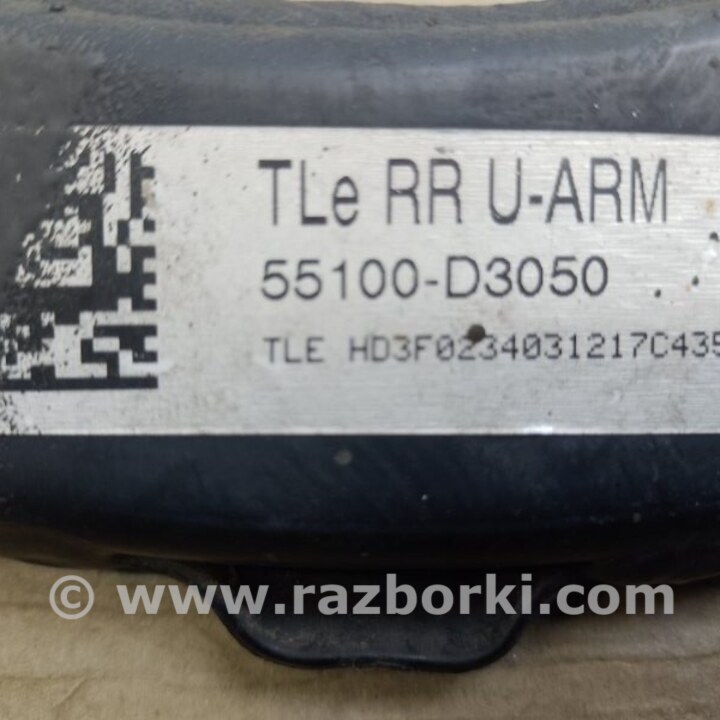 TLe RR U-ARM
55100-D3050
TLE HD3F0234031217C435
© www.razborki.com